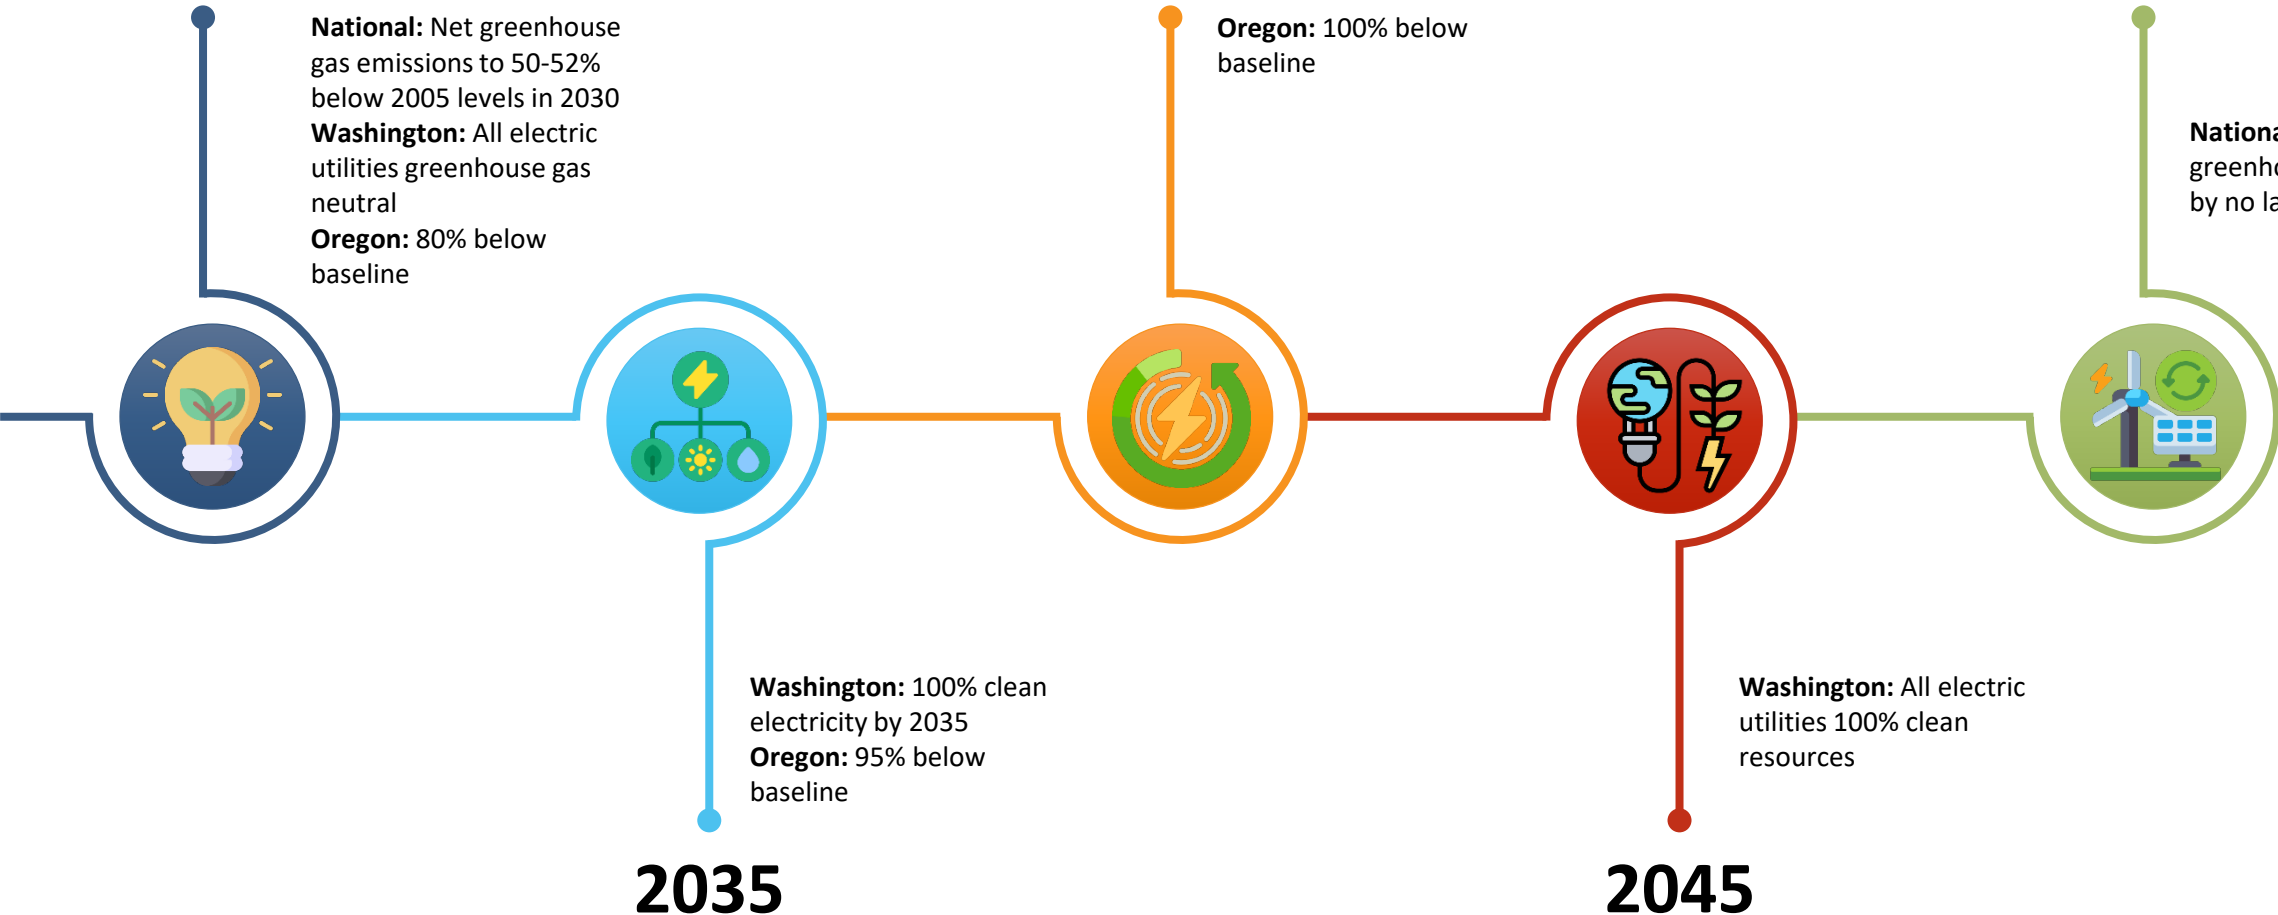 National: Net greenhouse
gas emissions to 50-52%
below 2005 levels in 2030
Washington: All electric
utilities greenhouse gas
neutral
Oregon: 80% below
baseline
Washington: 100% clean
electricity by 2035
Oregon: 95% below
baseline
2035
Oregon: 100% below
baseline
Washington: All electric
utilities 100% clean
resources
2045
by no